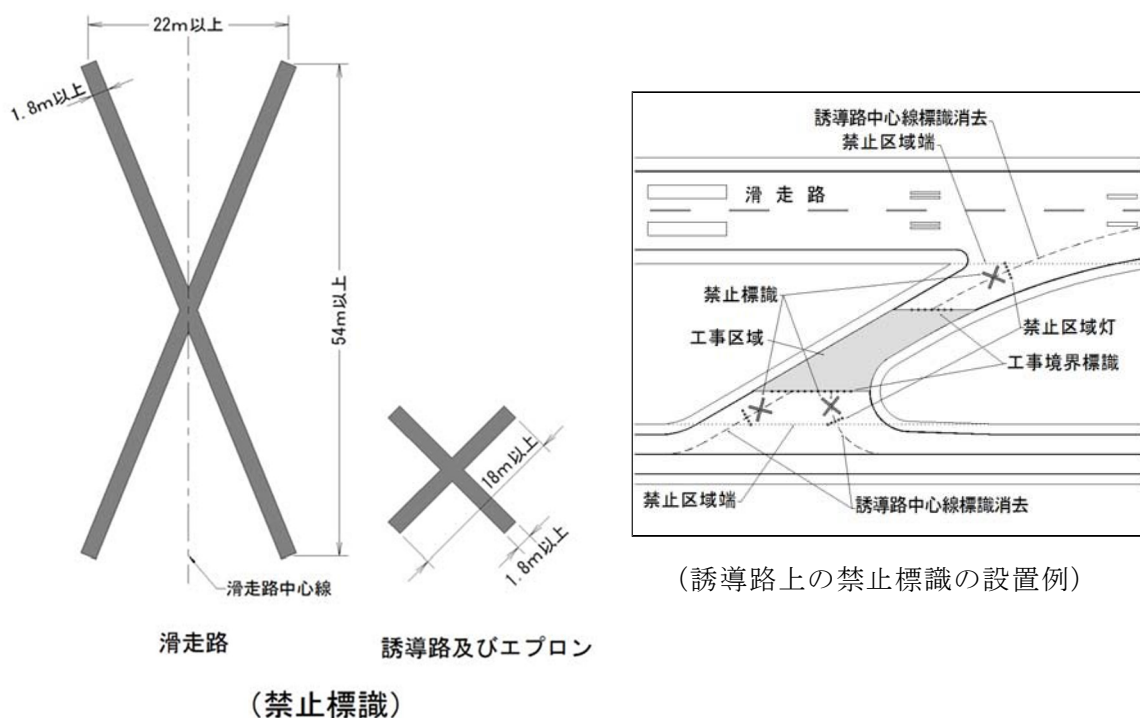 22m以上
1.8m以上
54m以上
滑走路中心線
滑走路
18m以上
1.8m以上
誘導路及びエプロン
(禁止標識)
誘導路中心線標識消去
禁止区域端
滑走路
禁止標識
工事区域
禁止区域灯
工事境界標識
禁止区域端
誘導路中心線標識消去
(誘導路上の禁止標識の設置例)